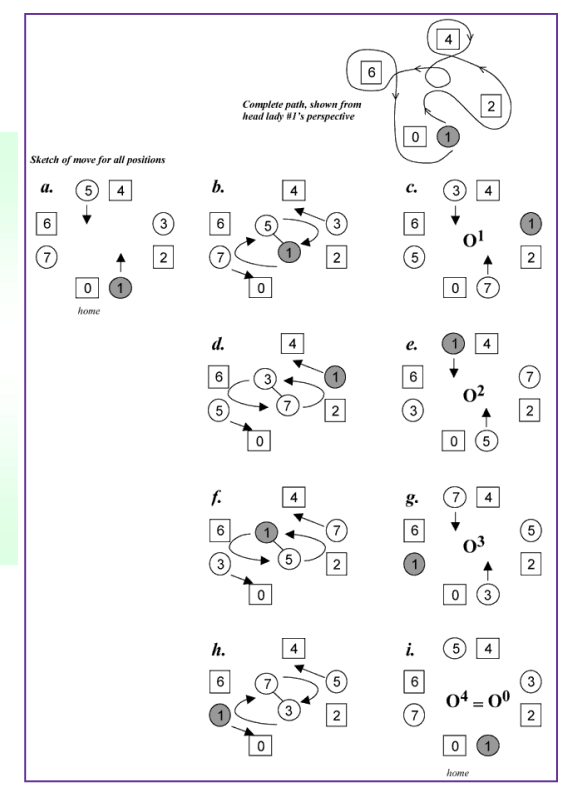 4
6
Complete path, shown from
head lady #1's perspective
2
0 1
Sketch of move for all positions
a. 5 4
6 3
7 2
0 1
home
b. 4
6 5 3
7 1 2
0
c. 3 4
6 1
O1
5 2
0 7
d. 4
6 3 1
5 7 2
0
e. 1 4
6 7
O2
3 2
0 5
f. 4
6 1 7
3 5 2
0
g. 7 4
6 5
O3
1 2
0 3
h. 4
6 7 5
1 3 2
0
i. 5 4
6 3
O4 = O0
7 2
0 1
home